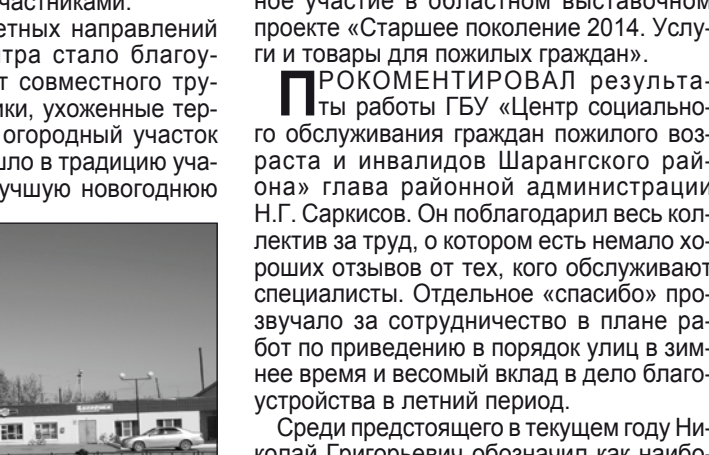 частниками.
етных направлений
тра стало благоу-
т совместного тру-
ики, ухоженные тер-
огородный участок
шло в традицию уча-
учшую новогоднюю
ное участие в областном выставочном
проекте «Старшее поколение 2014. Услу-
ги и товары для пожилых граждан».
ПРОКОМЕНТИРОВАЛ результа-
ты работы ГБУ «Центр социально-
го обслуживания граждан пожилого воз-
раста и инвалидов Шарангского рай-
она» глава районной администрации
Н.Г. Саркисов. Он поблагодарил весь кол-
лектив за труд, о котором есть немало хо-
роших отзывов от тех, кого обслуживают
специалисты. Отдельное «спасибо» про-
звучало за сотрудничество в плане ра-
бот по приведению в порядок улиц в зим-
нее время и весомый вклад в дело благо-
устройства в летний период.
Среди предстоящего в текущем году Ни-
колай Григорьевич обозначил как наибо-